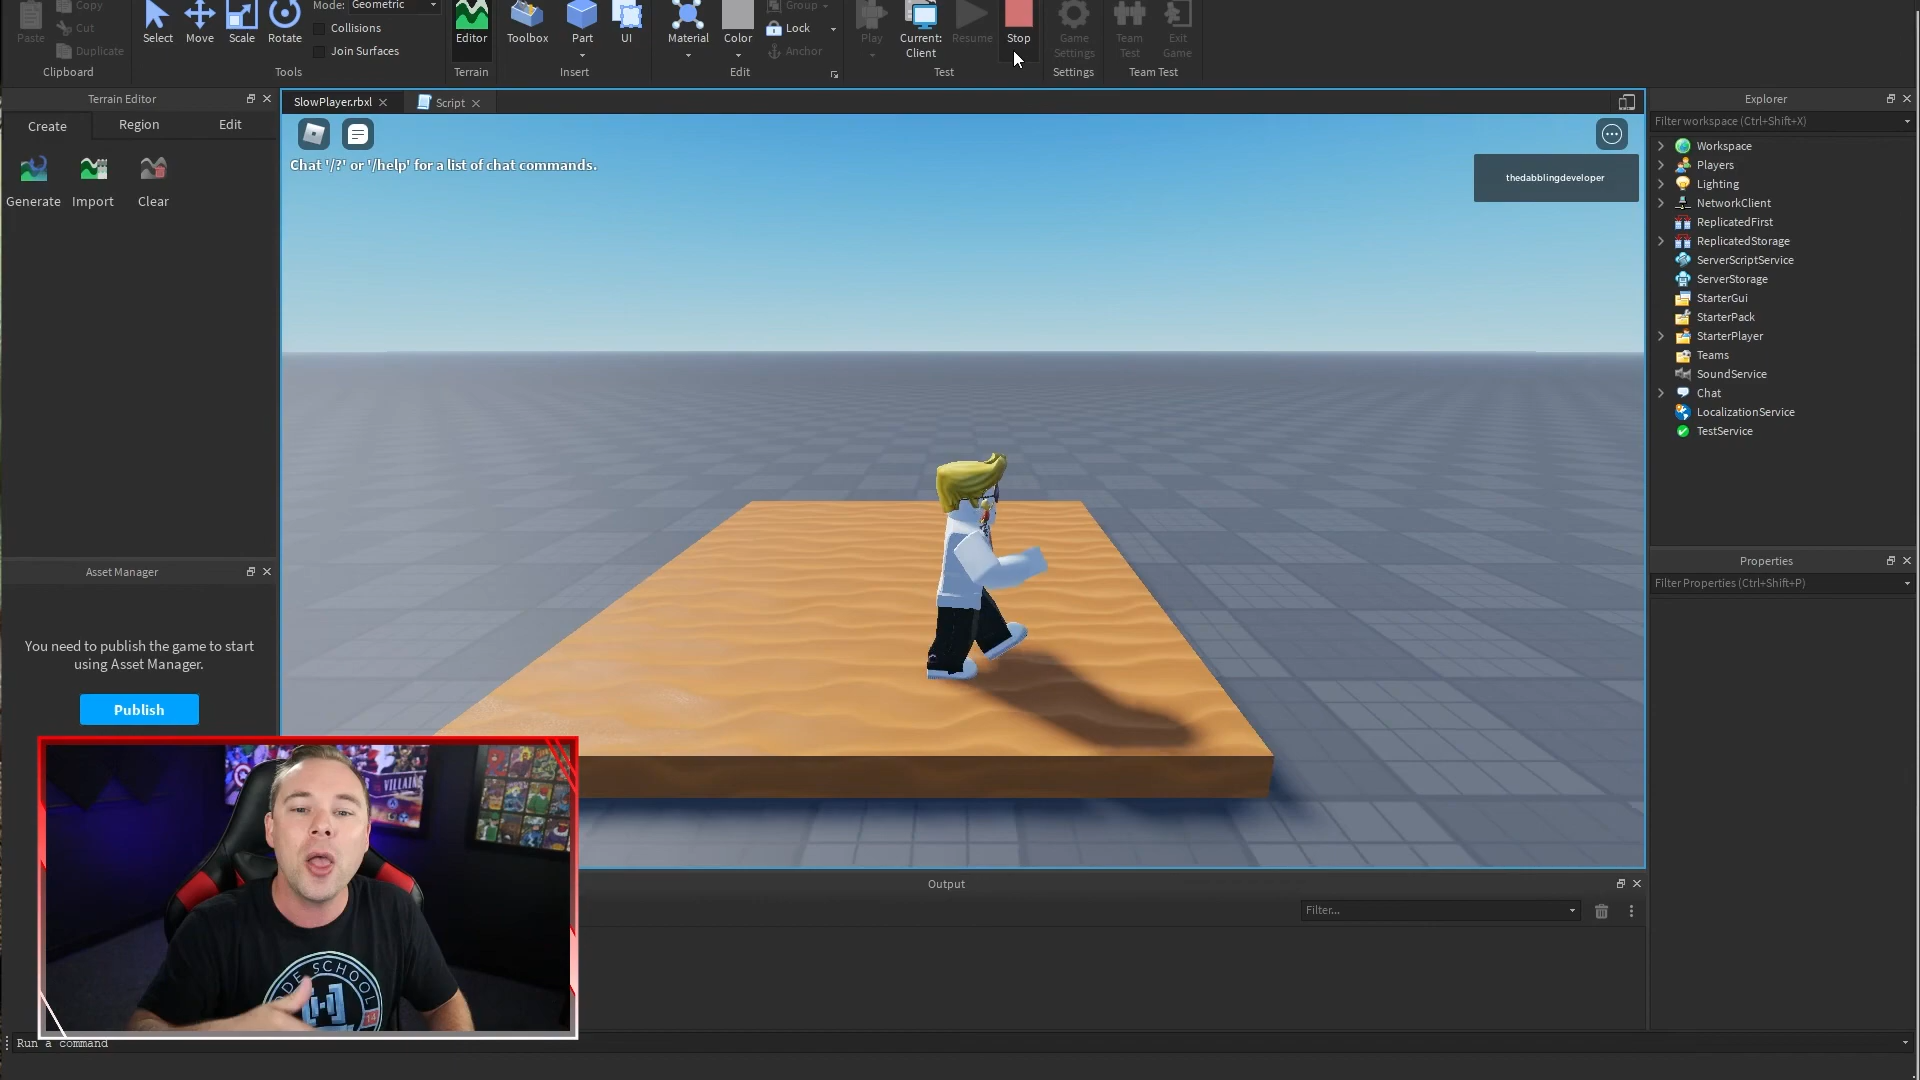 Copy
Mode: Geometric
Group
Paste
Cut
Select
Move
Scale
Rotate
Collisions
Editor
Toolbox
Part
UI
Material
Color
Lock
Play
Current:
Client
Resume
Stop
Game
Settings
Team
Test
Exit
Game
Duplicate
Join Surfaces
Anchor
Clipboard
Tools
Terrain
Insert
Edit
Test
Settings
Team Test
Terrain Editor
SlowPlayer.rbxl
Script
Explorer
Create
Region
Edit
Filter workspace (Ctrl+Shift+X)
Generate
Import
Clear
Chat '/?' or '/help' for a list of chat commands.
thedabblingdeveloper
Workspace
Players
Lighting
NetworkClient
ReplicatedFirst
ReplicatedStorage
ServerScriptService
ServerStorage
StarterGui
StarterPack
StarterPlayer
Teams
SoundService
Chat
LocalizationService
TestService
Properties
Filter Properties (Ctrl+Shift+P)
Asset Manager
You need to publish the game to start
using Asset Manager.
Publish
VILLAINS
ODE SCHOOL
14
Output
Filter...
Run a command